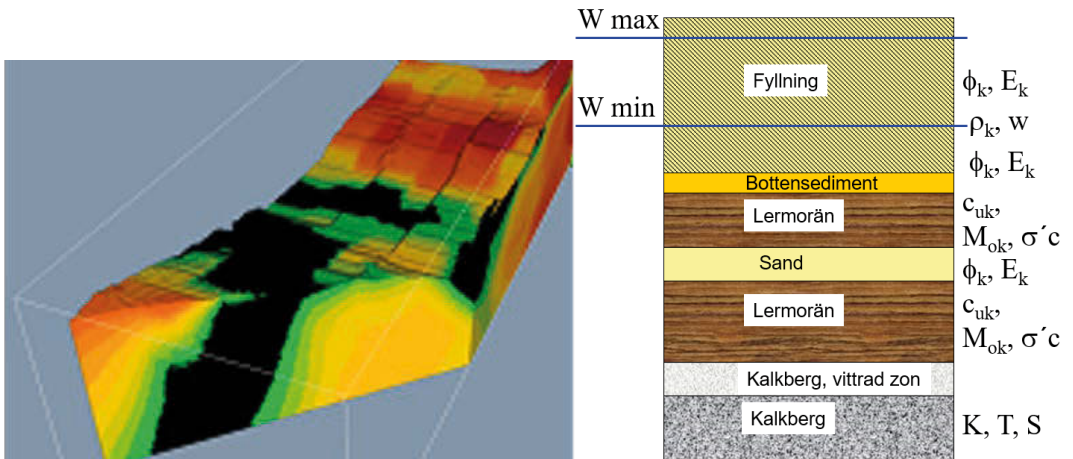 W max
Fyllning
ϕk, Ek
W min
ρk, w
ϕk, Ek
Bottensediment
Lermorän
cuk,
Mok, σ´c
Sand
ϕk, Ek
Lermorän
cuk,
Mok, σ´c
Kalkberg, vittrad zon
Kalkberg
K, T, S